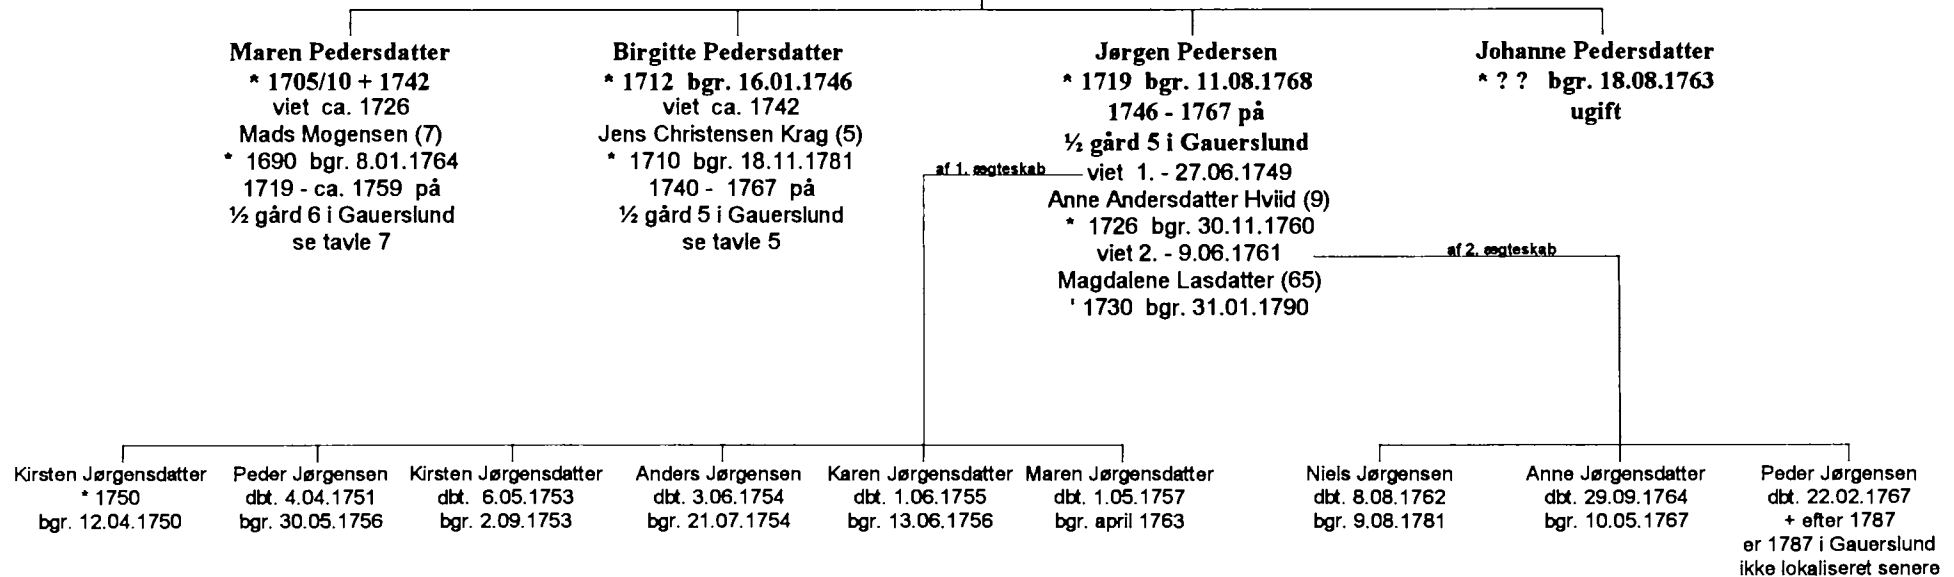 Maren Pedersdatter
* 1705/10 + 1742
viet ca. 1726
Mads Mogensen (7)
* 1690 bgr. 8.01.1764
1719 - ca. 1759 på
½ gård 6 i Gauerslund
se tavle 7
Birgitte Pedersdatter
* 1712 bgr. 16.01.1746
viet ca. 1742
Jens Christensen Krag (5)
* 1710 bgr. 18.11.1781
1740 - 1767 på
½ gård 5 i Gauerslund
se tavle 5
Jørgen Pedersen
* 1719 bgr. 11.08.1768
1746 - 1767 på
½ gård 5 i Gauerslund
viet 1. - 27.06.1749
Anne Andersdatter Hviid (9)
* 1726 bgr. 30.11.1760
viet 2. - 9.06.1761
Magdalene Lasdatter (65)
' 1730 bgr. 31.01.1790
Johanne Pedersdatter
* ? ? bgr. 18.08.1763
ugift
af 1. ægteskab
af 2. ægteskab
Kirsten Jørgensdatter
* 1750
bgr. 12.04.1750
Peder Jørgensen
dbt. 4.04.1751
bgr. 30.05.1756
Kirsten Jørgensdatter
dbt. 6.05.1753
bgr. 2.09.1753
Anders Jørgensen
dbt. 3.06.1754
bgr. 21.07.1754
Karen Jørgensdatter
dbt. 1.06.1755
bgr. 13.06.1756
Maren Jørgensdatter
dbt. 1.05.1757
bgr. april 1763
Niels Jørgensen
dbt. 8.08.1762
bgr. 9.08.1781
Anne Jørgensdatter
dbt. 29.09.1764
bgr. 10.05.1767
Peder Jørgensen
dbt. 22.02.1767
+ efter 1787
er 1787 i Gauerslund
ikke lokaliseret senere